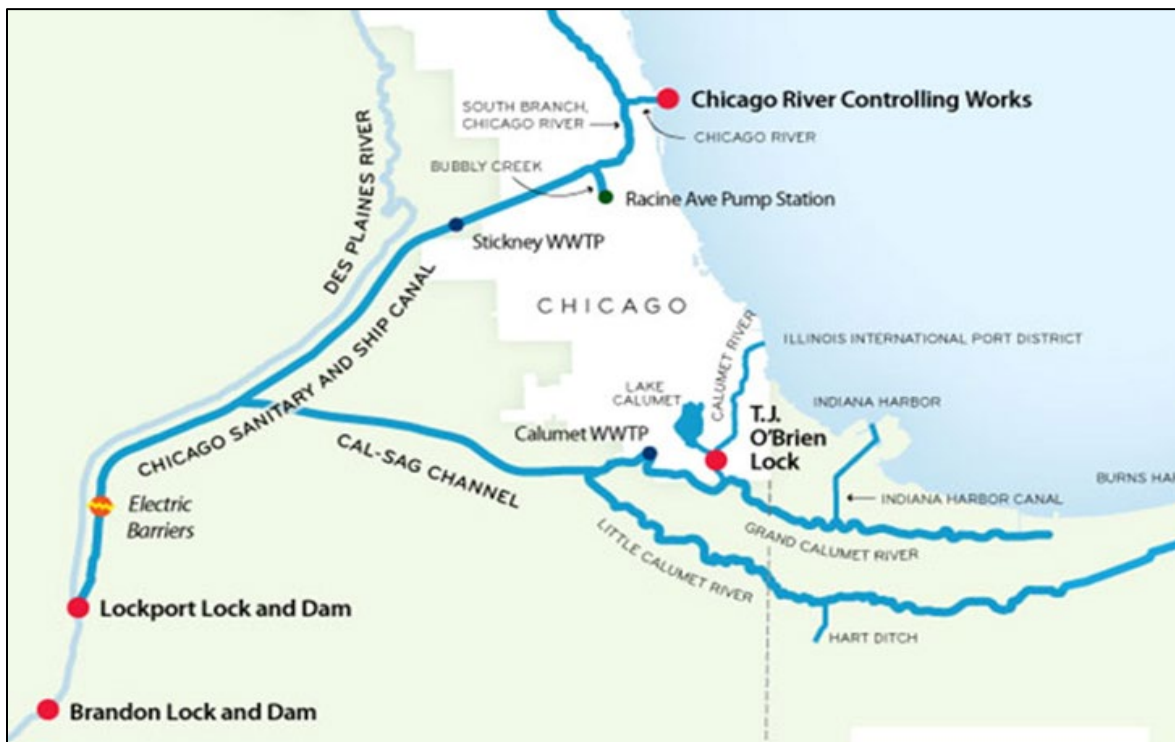 SOUTH BRANCH,
CHICAGO RIVER
Chicago River Controlling Works
CHICAGO RIVER
DES PLAINES RIVER
BUBBLY CREEK
Racine Ave Pump Station
Stickney WWTP
CHICAGO SANITARY AND SHIP CANAL
CHICAGO
CALUMET RIVER
ILLINOIS INTERNATIONAL PORT DISTRICT
LAKE
CALUMET
INDIANA HARBOR
T.J.
O'BRIEN
Lock
Calumet WWTP
CAL-SAG CHANNEL
BURNS HAR
Electric
Barriers
INDIANA HARBOR CANAL
GRAND CALUMET RIVER
LITTLE CALUMET RIVER
Lockport Lock and Dam
HART DITCH
Brandon Lock and Dam